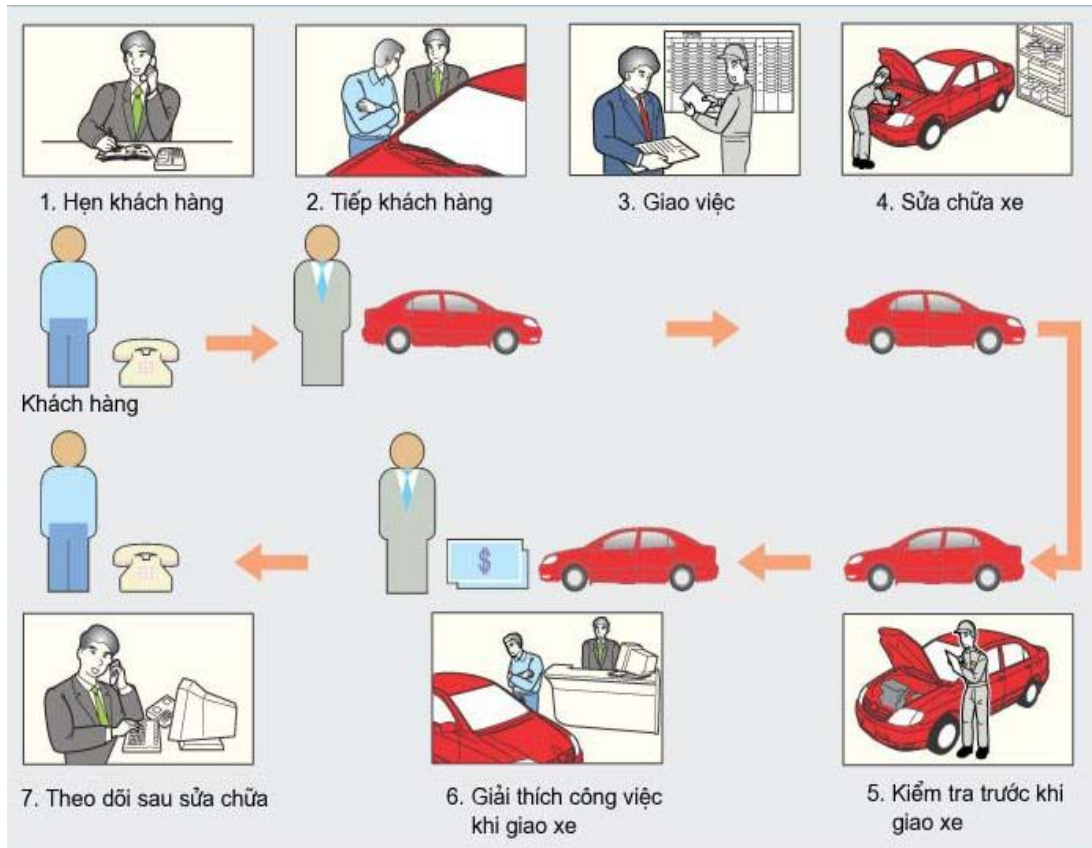 1. Hẹn khách hàng
2. Tiếp khách hàng
3. Giao việc
4. Sửa chữa xe
Khách hàng
$
7. Theo dõi sau sửa chữa
6. Giải thích công việc
khi giao xe
5. Kiểm tra trước khi
giao xe